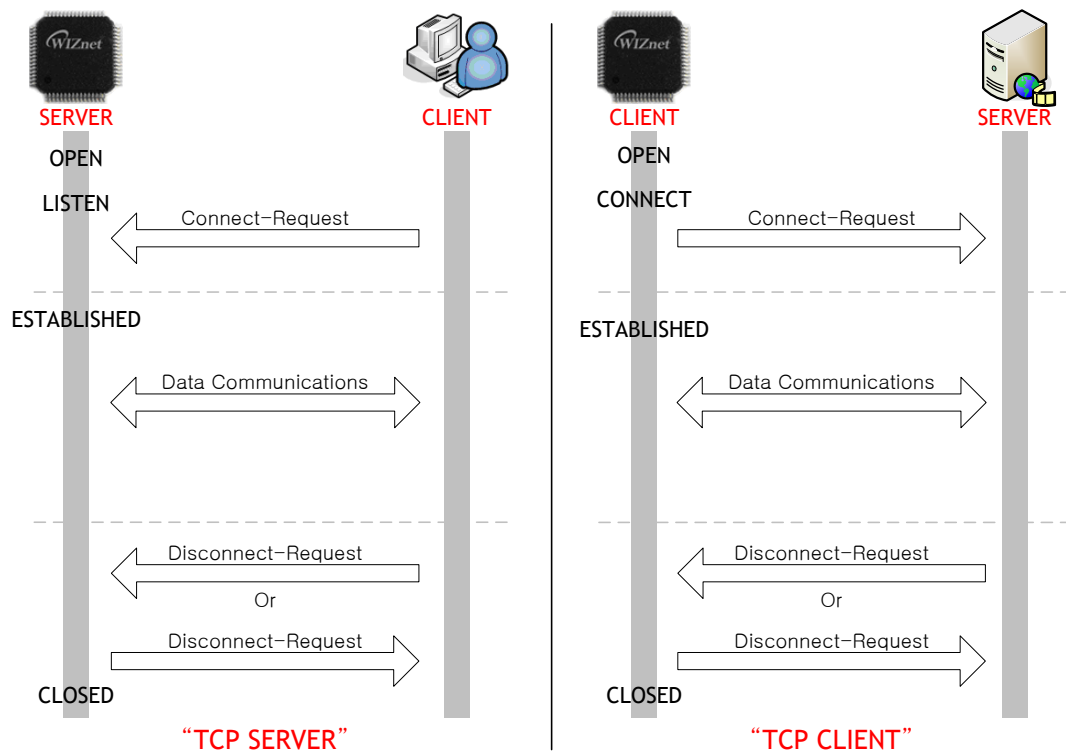 WIZnet
SERVER
CLIENT
OPEN
LISTEN
Connect-Request
ESTABLISHED
Data Communications
Disconnect-Request
Or
Disconnect-Request
CLOSED
“TCP SERVER”
WIZnet
CLIENT
SERVER
OPEN
CONNECT
Connect-Request
ESTABLISHED
Data Communications
Disconnect-Request
Or
Disconnect-Request
CLOSED
“TCP CLIENT”